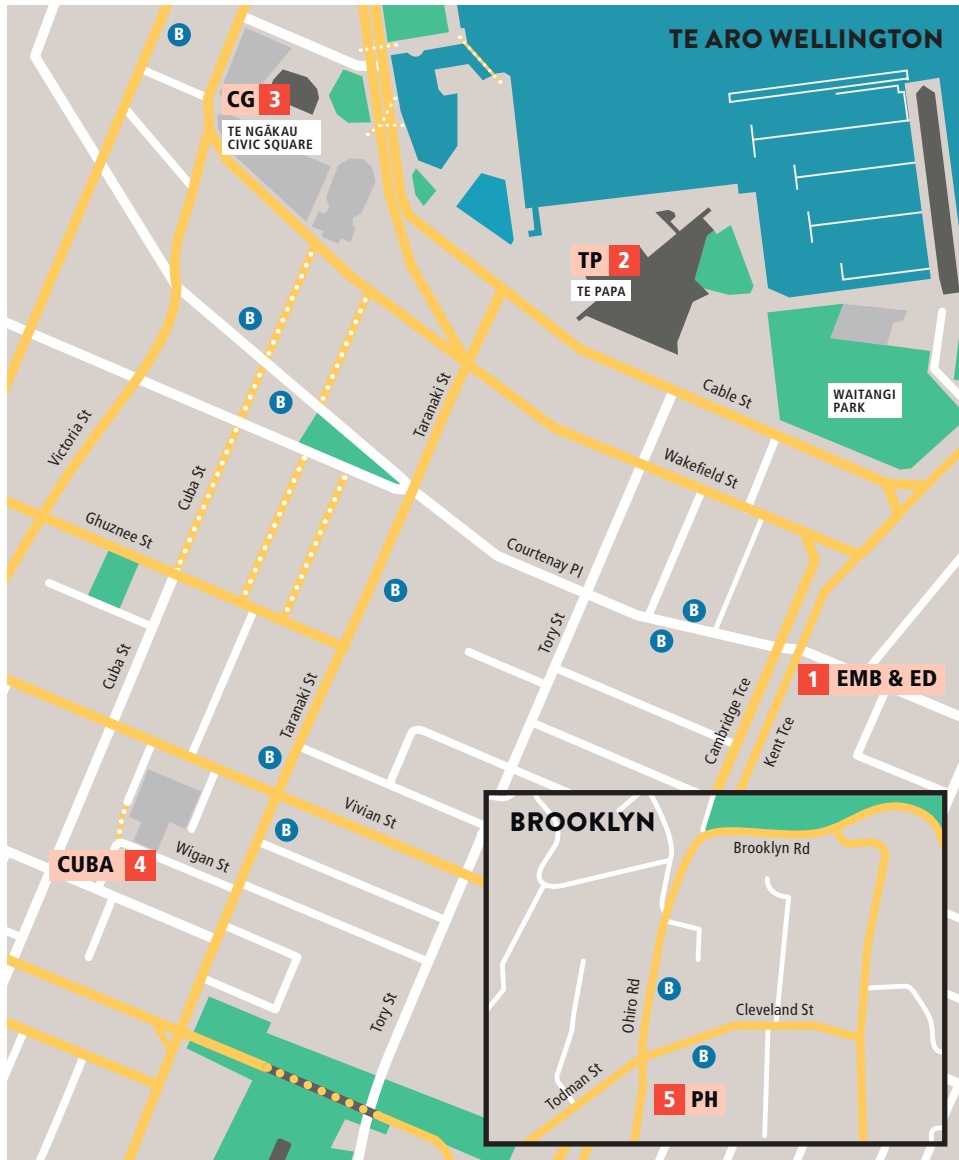 B
TE ARO WELLINGTON
CG 3
TE NGĀKAU
CIVIC SQUARE
TP 2
TE PAPA
B
B
WAITANGI
PARK
Cable St
Taranaki St
Victoria St
Wakefield St
Cuba St
Ghuznee St
Courtenay Pl
B
B
B
Tory St
Cuba St
1 EMB & ED
Taranaki St
Cambridge Tce
Kent Tce
B
Vivian St
B
Wigan St
CUBA 4
Tory St
BROOKLYN
Brooklyn Rd
B
Ohiro Rd
Cleveland St
B
Todman St
5 PH